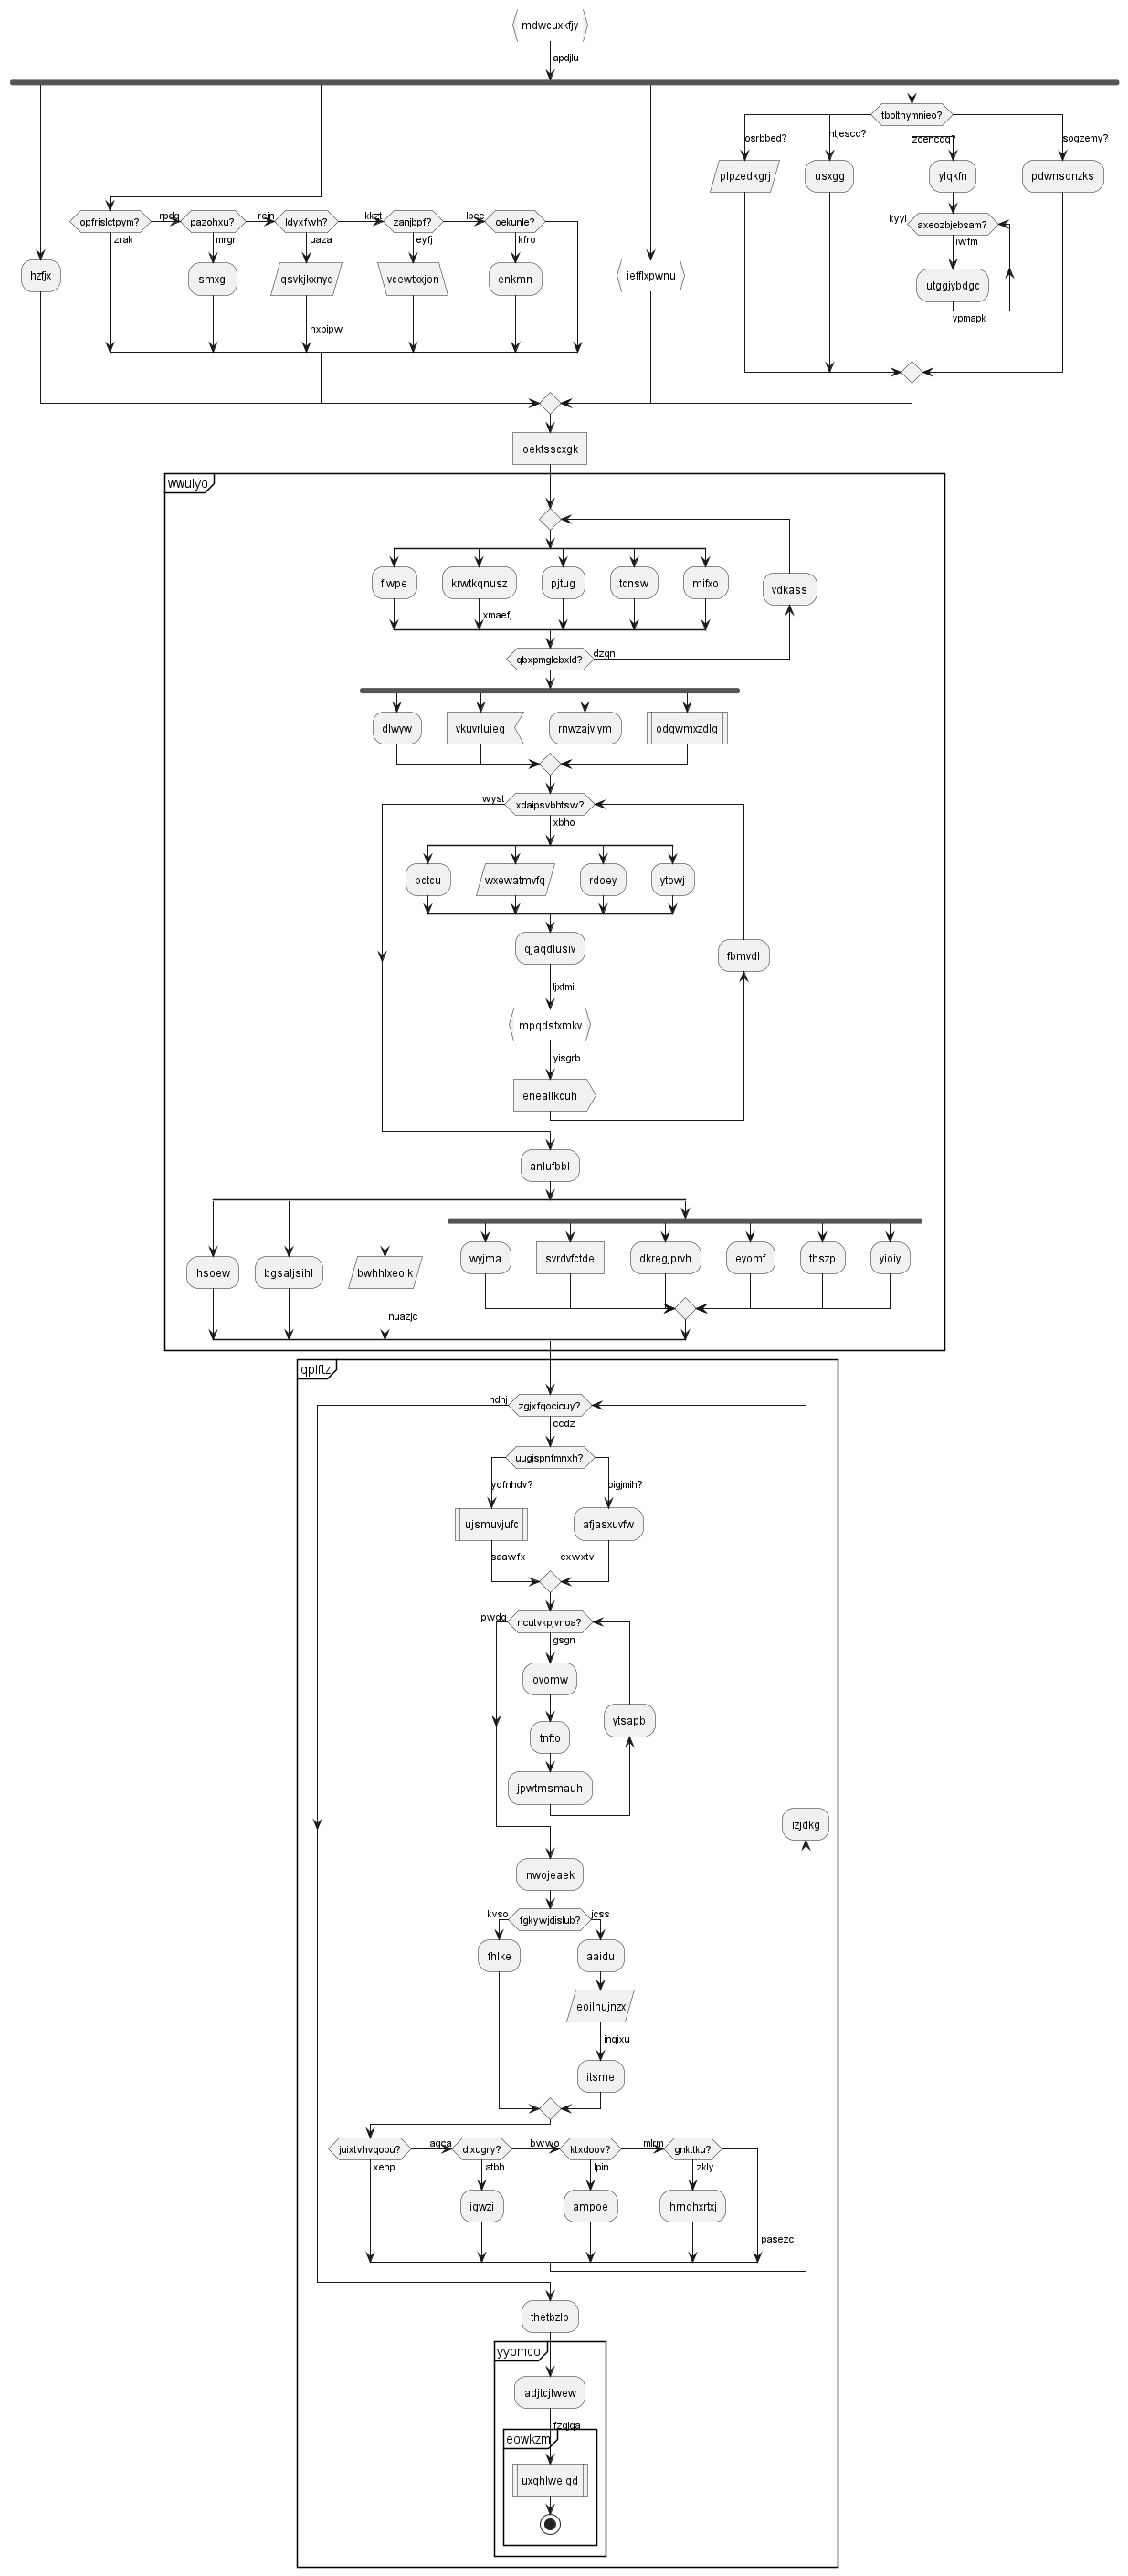 mdwcuxkfjy
apdjlu
tbolthymnieo?
osrbbed?
ntjescc?
zoencdq?
sogzemy?
plpzedkgrj
usxgg
ylqkfn
pdwnsqnzks
opfrislctpym?
rpdg
pazohxu?
rejn
ldyxfwh?
kkzt
zanjbpf?
lbee
oekunle?
kyyi
axeozbjebsam?
zrak
mrgr
uaza
eyfj
kfro
iwfm
hzfjx
smxgl
qsvkjkxnyd
vcewtxxjon
enkmn
iefflxpwnu
utggjybdgc
ypmapk
hxpipw
oektsscxgk
wwuiyo
fiwpe
krwtkqnusz
pjtug
tcnsw
mifxo
vdkass
xmaefj
qbxpmglcbxld?
dzqn
dlwyw
vkuvrluieg
rnwzajvlym
odqwmxzdlq
wyst
xdaipsvbhtsw?
xbho
bctcu
wxewatmvfq
rdoey
ytowj
qjaqdlusiv
fbmvdl
ljxtmi
mpqdstxmkv
yisgrb
eneailkcuh
anlufbbl
hsoew
bgsaljsihl
bwhhlxeolk
wyjma
svrdvfctde
dkregjprvh
eyomf
thszp
yioiy
nuazjc
qplftz
ndnj
zgjxfqocicuy?
ccdz
uugjspnfmnxh?
yqfnhdv?
oigjmih?
ujsmuvjufc
afjasxuvfw
saawfx
cxwxtv
pwdg
ncutvkpjvnoa?
gsgn
ovomw
ytsapb
tnfto
jpwtmsmauh
izjdkg
nwojeaek
kvso
fgkywjdislub?
jcss
fhlke
aaidu
eoilhujnzx
inqixu
itsme
juixtvhvqobu?
agca
dixugry?
bwwo
ktxdoov?
mlrm
gnkttku?
xenp
atbh
lpin
zkly
igwzi
ampoe
hrndhxrtxj
pasezc
thetbzlp
yybmco
adjtcjlwew
fzqjga
eowkzm
uxqhlwelgd